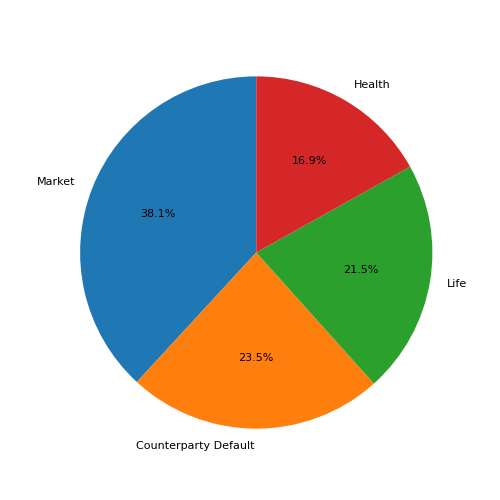 Health
16.9%
Market
38.1%
21.5%
Life
23.5%
Counterparty Default